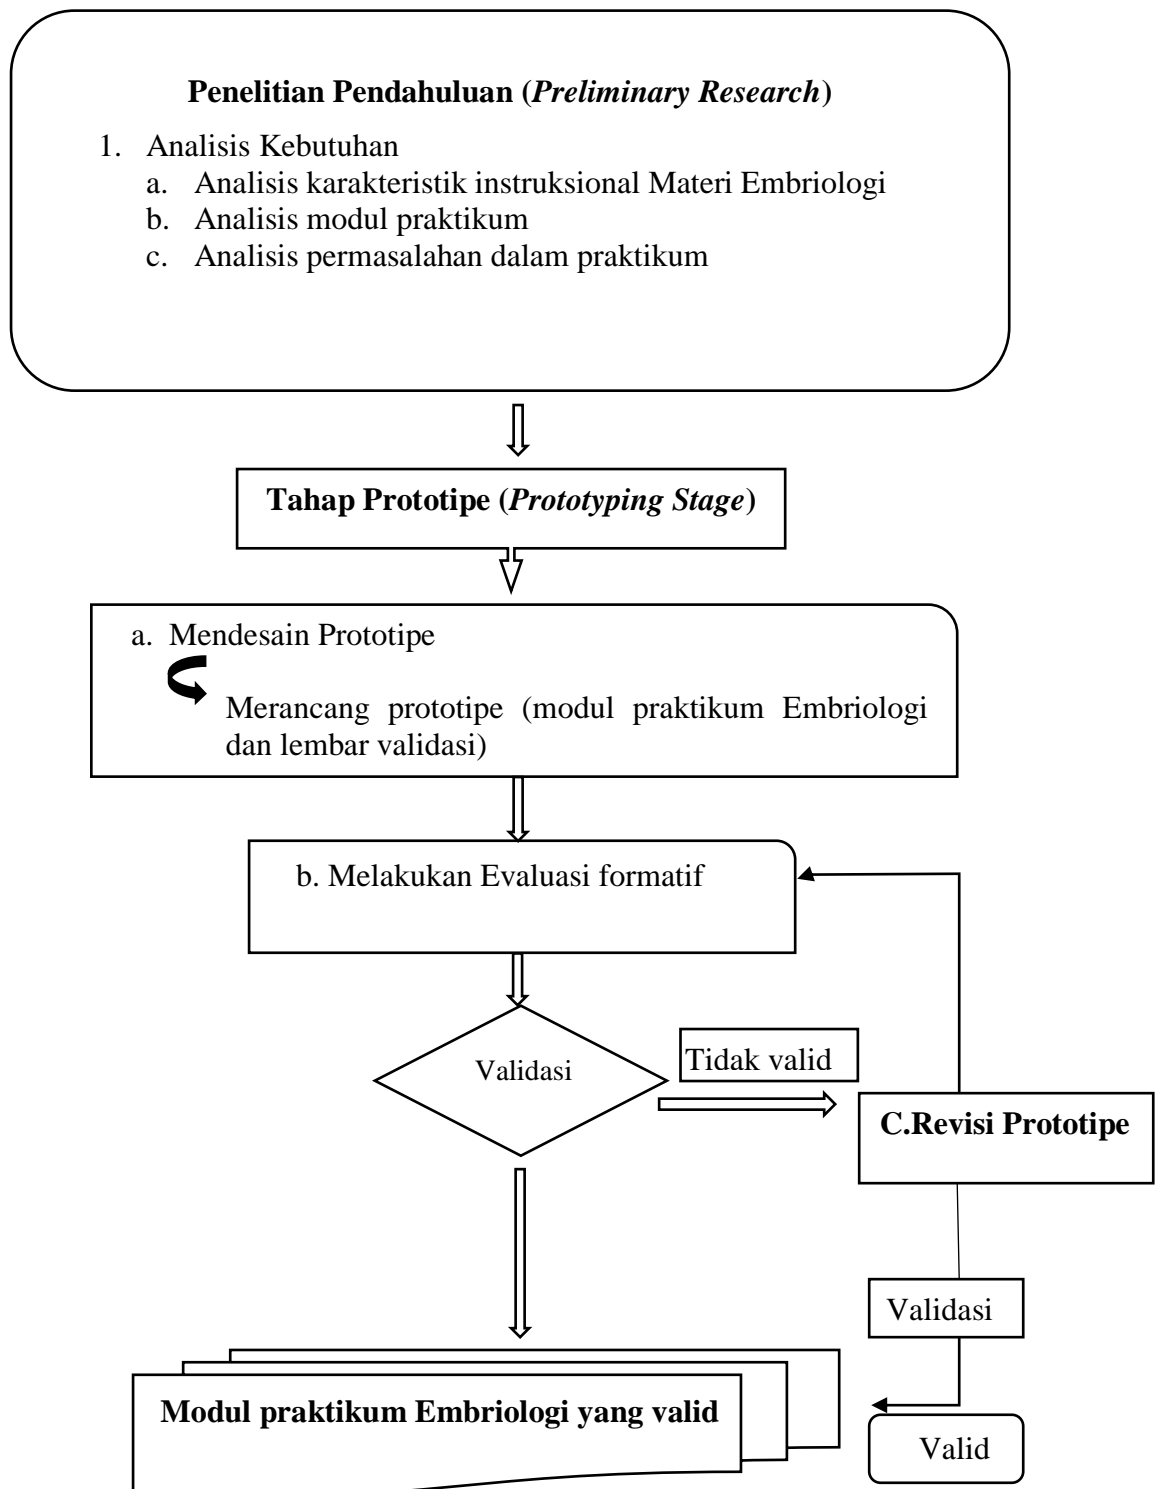 Penelitian Pendahuluan (Preliminary Research)
1. Analisis Kebutuhan
a. Analisis karakteristik instruksional Materi Embriologi
b. Analisis modul praktikum
c. Analisis permasalahan dalam praktikum
Tahap Prototipe (Prototyping Stage)
a. Mendesain Prototipe
Merancang prototipe (modul praktikum Embriologi
dan lembar validasi)
b. Melakukan Evaluasi formatif
Validasi
Tidak valid
C.Revisi Prototipe
Validasi
Modul praktikum Embriologi yang valid
Valid